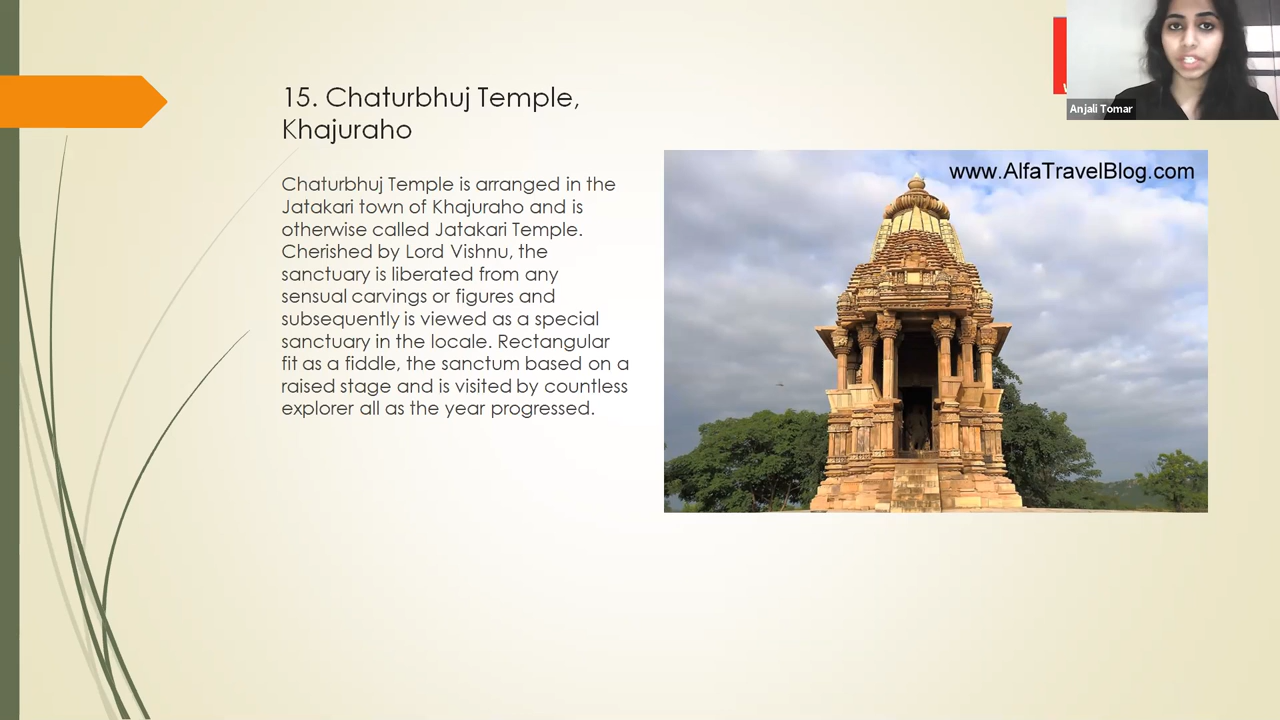 15. Chaturbhuj Temple,
Khajuraho
Chaturbhuj Temple is arranged in the
Jatakari town of Khajuraho and is
otherwise called Jatakari Temple.
Cherished by Lord Vishnu, the
sanctuary is liberated from any
sensual carvings or figures and
subsequently is viewed as a special
sanctuary in the locale. Rectangular
fit as a fiddle, the sanctum based on a
raised stage and is visited by countless
explorer all as the year progressed.
www.AlfaTravelBlog.com
Anjali Tomar